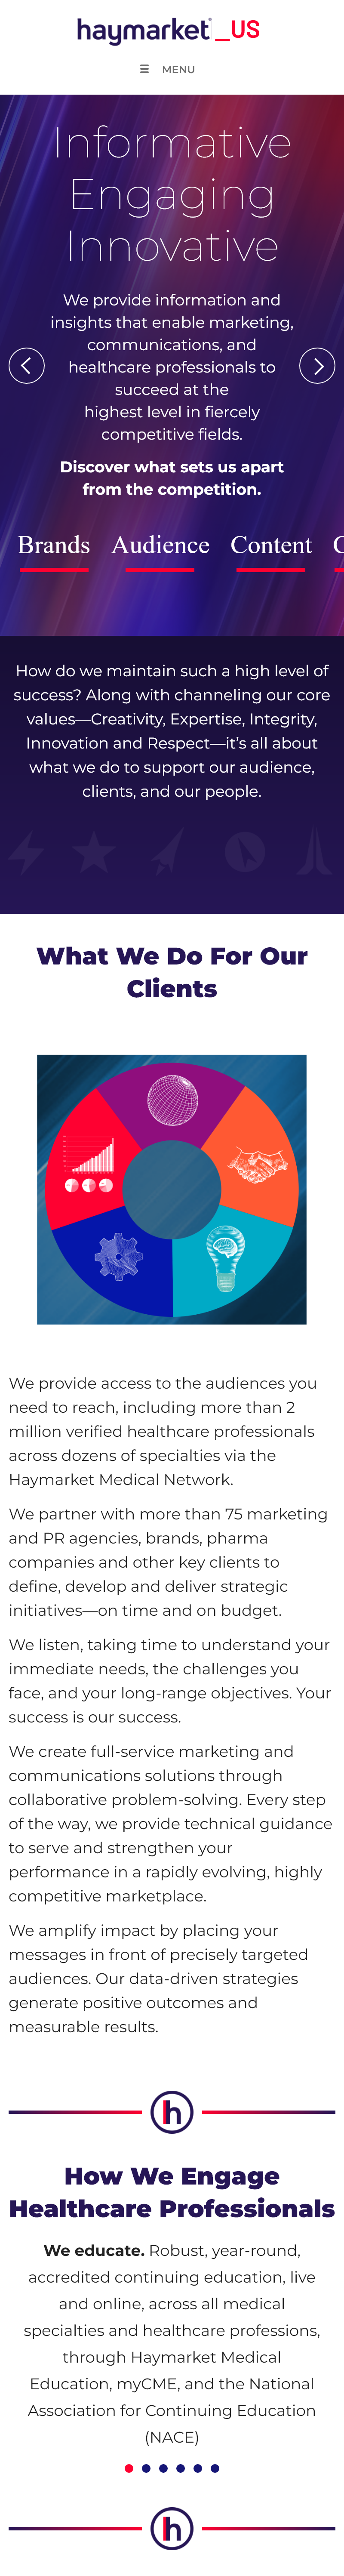 haymarket_US
☰ MENU
Informative
Engaging
Innovative
We provide information and
insights that enable marketing,
communications, and
healthcare professionals to
succeed at the
highest level in fiercely
competitive fields.
Discover what sets us apart
from the competition.
Brands Audience Content
How do we maintain such a high level of
success? Along with channeling our core
values—Creativity, Expertise, Integrity,
Innovation and Respect—it’s all about
what we do to support our audience,
clients, and our people.
What We Do For Our
Clients
We provide access to the audiences you
need to reach, including more than 2
million verified healthcare professionals
across dozens of specialties via the
Haymarket Medical Network.
We partner with more than 75 marketing
and PR agencies, brands, pharma
companies and other key clients to
define, develop and deliver strategic
initiatives—on time and on budget.
We listen, taking time to understand your
immediate needs, the challenges you
face, and your long-range objectives. Your
success is our success.
We create full-service marketing and
communications solutions through
collaborative problem-solving. Every step
of the way, we provide technical guidance
to serve and strengthen your
performance in a rapidly evolving, highly
competitive marketplace.
We amplify impact by placing your
messages in front of precisely targeted
audiences. Our data-driven strategies
generate positive outcomes and
measurable results.
h
How We Engage
Healthcare Professionals
We educate. Robust, year-round,
accredited continuing education, live
and online, across all medical
specialties and healthcare professions,
through Haymarket Medical
Education, myCME, and the National
Association for Continuing Education
(NACE)
h